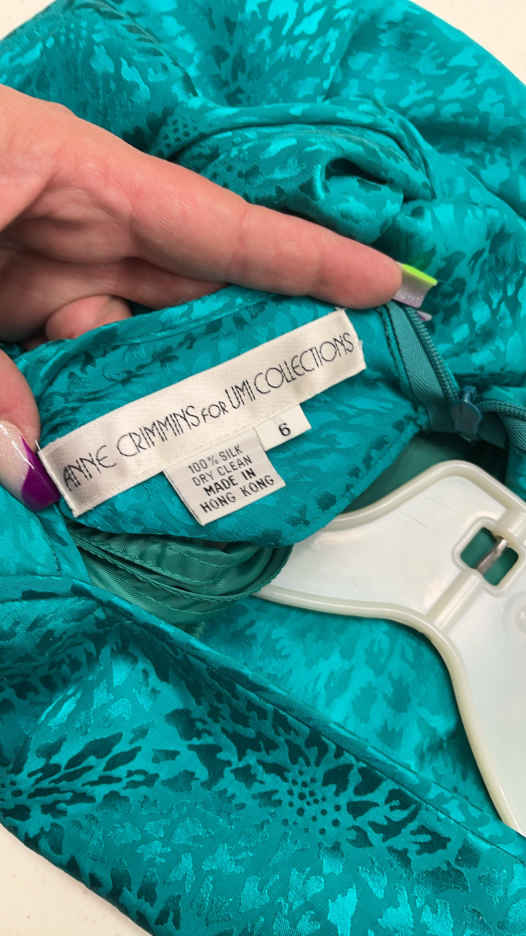 ANNE CRIMMINS FOR UMI COLLECTIONS
6
100% SILK
DRY CLEAN
MADE IN
HONG KONG